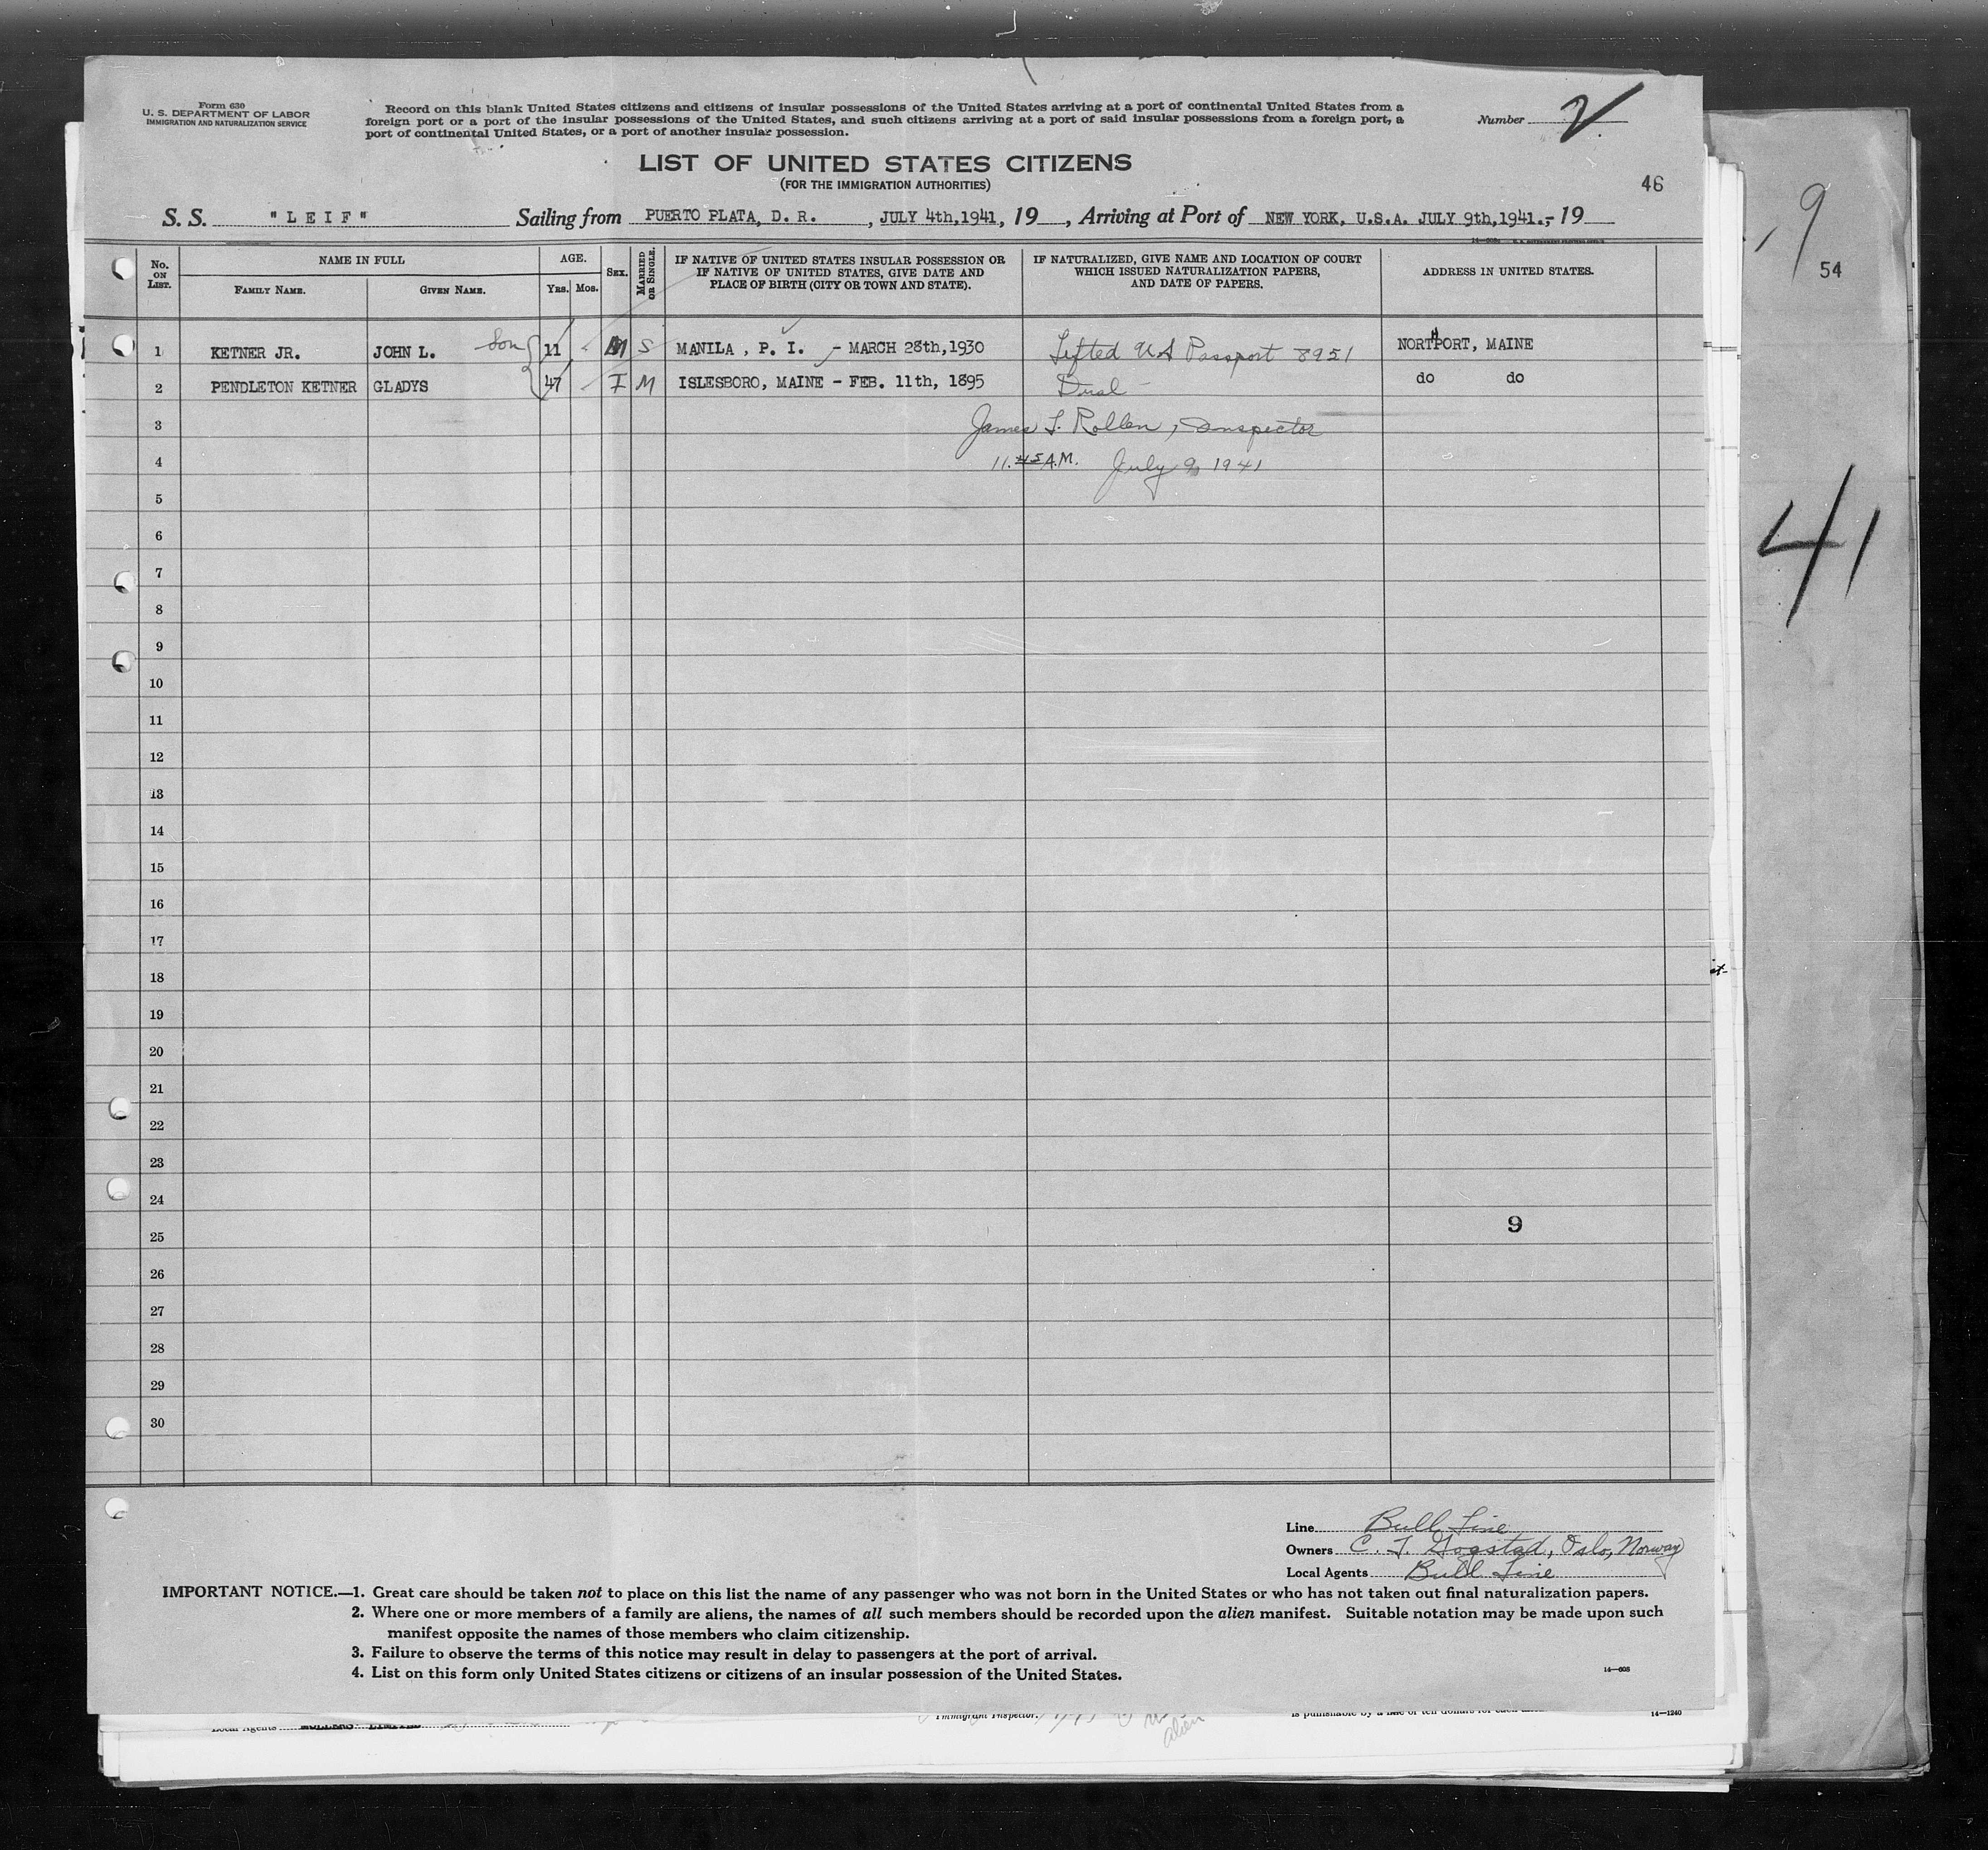 Form 630
U. S. DEPARTMENT OF LABOR
IMMIGRATION AND NATURALIZATION SERVICE
Record on this blank United States citizens and citizens of insular possessions of the United States arriving at a port of continental United States from a
foreign port or a port of the insular possessions of the United States, and such citizens arriving at a port of said insular possessions from a foreign port, a
port of continental United States, or a port of another insular possession.
Number 2
LIST OF UNITED STATES CITIZENS
(FOR THE IMMIGRATION AUTHORITIES)
46
S. S. "LEIF" Sailing from PUERTO PLATA, D. R. , JULY 4th,1941, 19 , Arriving at Port of NEW YORK, U.S.A. JULY 9th,1941.- 19
No. ON LIST.
NAME IN FULL
FAMILY NAME.
GIVEN NAME.
AGE.
YRS.
MOS.
SEX.
MARRIED OR SINGLE.
IF NATIVE OF UNITED STATES INSULAR POSSESSION OR
IF NATIVE OF UNITED STATES, GIVE DATE AND
PLACE OF BIRTH (CITY OR TOWN AND STATE).
IF NATURALIZED, GIVE NAME AND LOCATION OF COURT
WHICH ISSUED NATURALIZATION PAPERS,
AND DATE OF PAPERS.
ADDRESS IN UNITED STATES.
1 KETNER JR. JOHN L. Son 11 M S MANILA , P. I. - MARCH 28th,1930 Lifted US Passport 8951 NORTHPORT, MAINE
2 PENDLETON KETNER GLADYS 47 F M ISLESBORO, MAINE - FEB. 11th, 1895 do do
3 James Rollen, Inspector
4 11.45 A.M. July 9, 1941
5
6
7
8
9
10
11
12
13
14
15
16
17
18
19
20
21
22
23
24
25
26
27
28
29
30
9
Line Bull Line
Owners C. T. Gogstad, Oslo, Norway
Local Agents Bull Line
IMPORTANT NOTICE.—1. Great care should be taken not to place on this list the name of any passenger who was not born in the United States or who has not taken out final naturalization papers.
2. Where one or more members of a family are aliens, the names of all such members should be recorded upon the alien manifest. Suitable notation may be made upon such
manifest opposite the names of those members who claim citizenship.
3. Failure to observe the terms of this notice may result in delay to passengers at the port of arrival.
4. List on this form only United States citizens or citizens of an insular possession of the United States.
14—608
Immigrant Inspector.
alien
14—1240
9
54
41